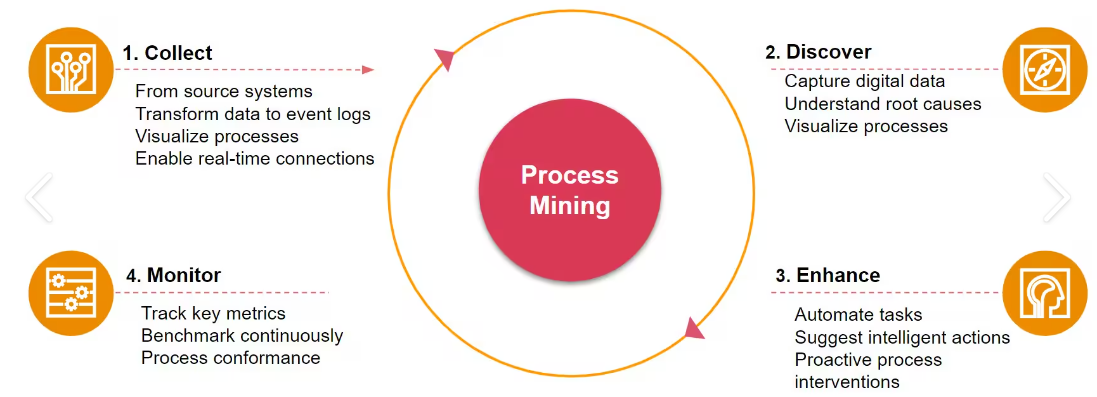 1. Collect
From source systems
Transform data to event logs
Visualize processes
Enable real-time connections
2. Discover
Capture digital data
Understand root causes
Visualize processes
Process
Mining
3. Enhance
Automate tasks
Suggest intelligent actions
Proactive process
interventions
4. Monitor
Track key metrics
Benchmark continuously
Process conformance